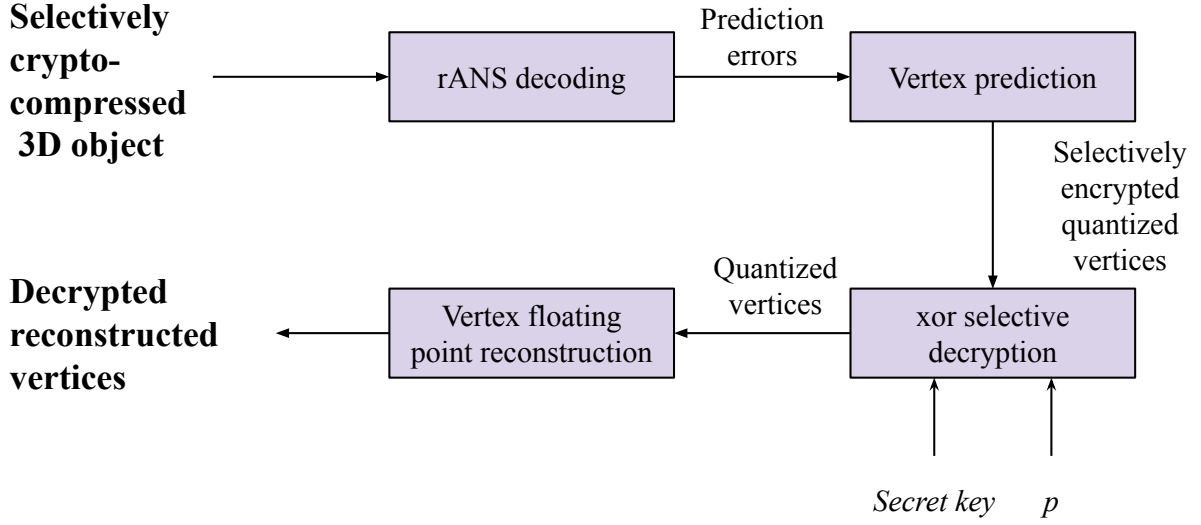 Selectively
crypto-
compressed
3D object
rANS decoding
Prediction
errors
Vertex prediction
Selectively
encrypted
quantized
vertices
xor selective
decryption
Secret key
p
Quantized
vertices
Vertex floating
point reconstruction
Decrypted
reconstructed
vertices